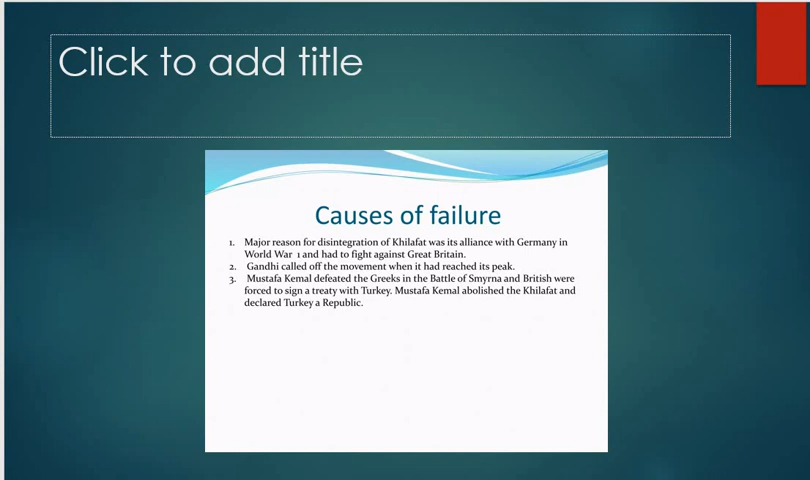 Click to add title
Causes of failure
1. Major reason for disintegration of Khilafat was its alliance with Germany in
World War 1 and had to fight against Great Britain.
2. Gandhi called off the movement when it had reached its peak.
3. Mustafa Kemal defeated the Greeks in the Battle of Smyrna and British were
forced to sign a treaty with Turkey. Mustafa Kemal abolished the Khilafat and
declared Turkey a Republic.